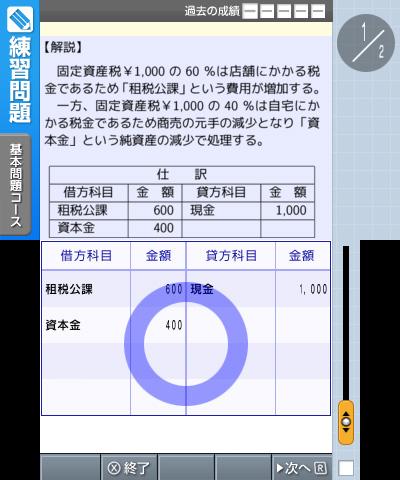 過去の成績
練習問題
基本問題コース
1/2
【解説】
固定資産税￥1,000 の 60 ％は店舗にかかる税
金であるため「租税公課」という費用が増加する。
一方、固定資産税￥1,000 の 40 ％は自宅にか
かる税金であるため商売の元手の減少となり「資
本金」という純資産の減少で処理する。
仕　訳
借方科目 金　額 貸方科目 金　額
租税公課 600 現金 1,000
資本金 400
借方科目 金額 貸方科目 金額
租税公課 600 現金 1,000
資本金 400
Ⓧ終了
▶次へR